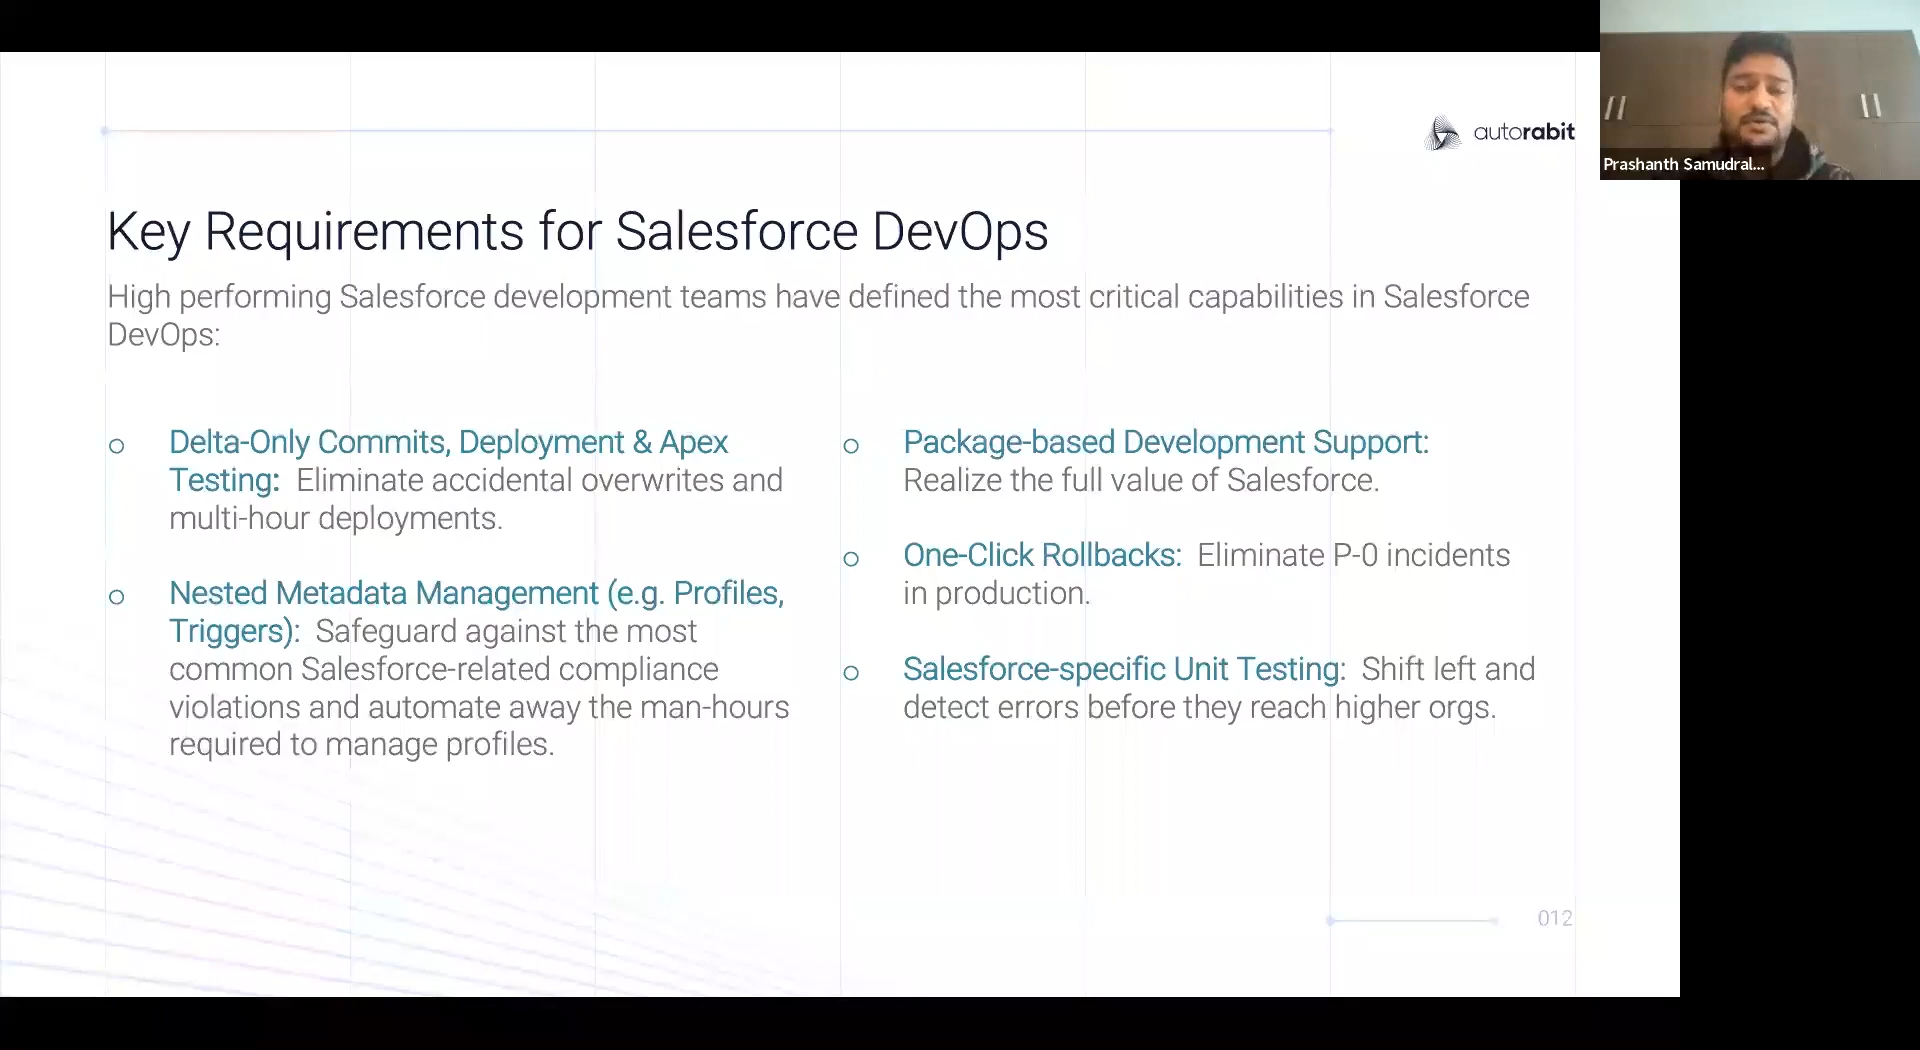 autorabit
Prashanth Samudral...
Key Requirements for Salesforce DevOps
High performing Salesforce development teams have defined the most critical capabilities in Salesforce
DevOps:
Delta-Only Commits, Deployment & Apex
Testing: Eliminate accidental overwrites and
multi-hour deployments.
Nested Metadata Management (e.g. Profiles,
Triggers): Safeguard against the most
common Salesforce-related compliance
violations and automate away the man-hours
required to manage profiles.
Package-based Development Support:
Realize the full value of Salesforce.
One-Click Rollbacks: Eliminate P-0 incidents
in production.
Salesforce-specific Unit Testing: Shift left and
detect errors before they reach higher orgs.
012